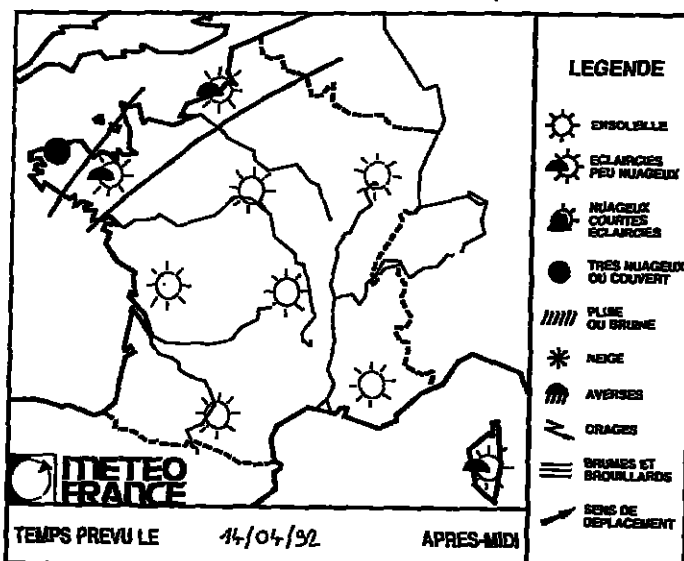 LEGENDE
ENSOLEILLE
ECLAIRCIES
PEU NUAGEUX
NUAGEUX
COURTES
ECLAIRCIES
TRES NUAGEUX
OU COUVERT
PLUIE
OU BRUINE
NEIGE
AVERSES
ORAGES
BRUMES ET
BROUILLARDS
SENS DE
DEPLACEMENT
METEO
FRANCE
TEMPS PREVU LE 14/04/92 APRES-MIDI